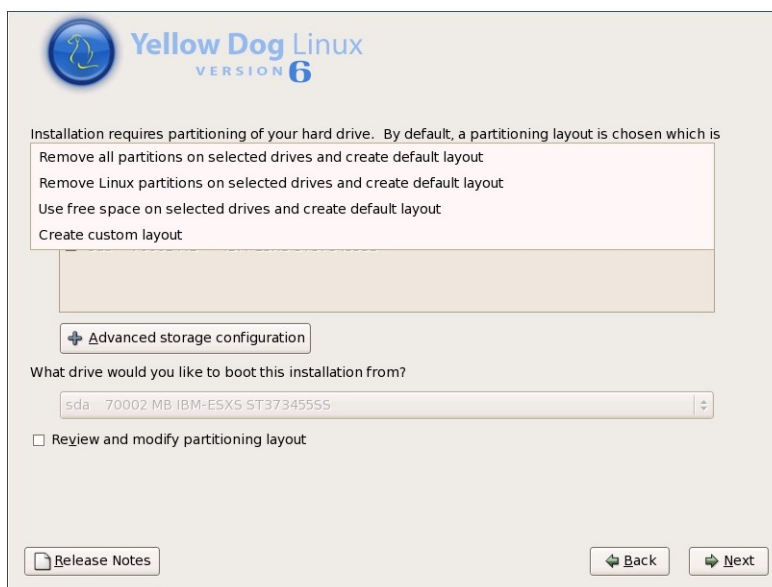 Yellow Dog Linux
VERSION 6
Installation requires partitioning of your hard drive. By default, a partitioning layout is chosen which is
Remove all partitions on selected drives and create default layout
Remove Linux partitions on selected drives and create default layout
Use free space on selected drives and create default layout
Create custom layout
Advanced storage configuration
What drive would you like to boot this installation from?
sda 70002 MB IBM-ESXS ST373455SS
Review and modify partitioning layout
Release Notes
Back
Next